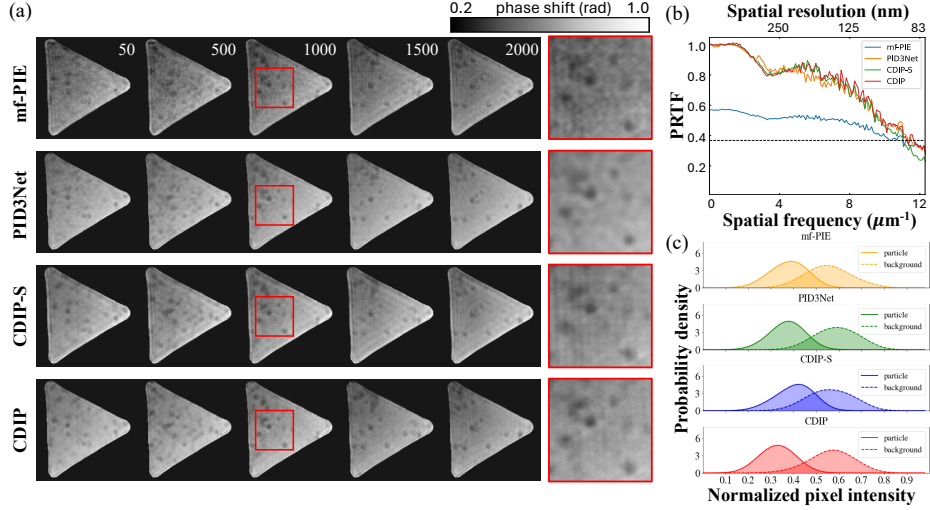 (a)
phase shift (rad)
0.2
1.0
50
500
1000
1500
2000
mf-PIE
PID3Net
CDIP-S
CDIP
(b)
Spatial resolution (nm)
250
125
83
1.0
0.8
0.6
0.4
0.2
PRTF
mf-PIE
PID3Net
CDIP-S
CDIP
0
4
8
12
Spatial frequency (μm⁻¹)
(c)
Probability density
mf-PIE
particle
background
6
3
0
PID3Net
particle
background
6
3
0
CDIP-S
particle
background
6
3
0
CDIP
particle
background
6
3
0
0.1 0.2 0.3 0.4 0.5 0.6 0.7 0.8 0.9
Normalized pixel intensity